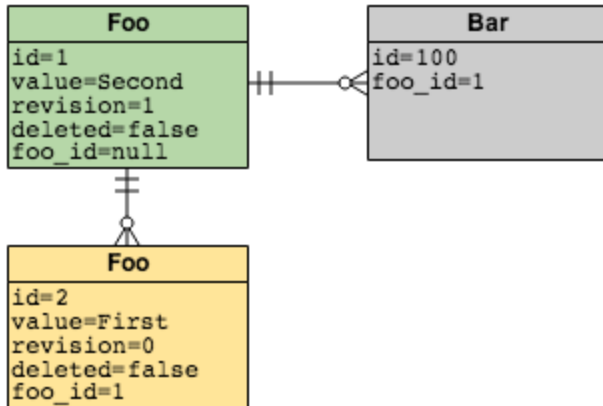 Foo
id=1
value=Second
revision=1
deleted=false
foo_id=null
Bar
id=100
foo_id=1
Foo
id=2
value=First
revision=0
deleted=false
foo_id=1